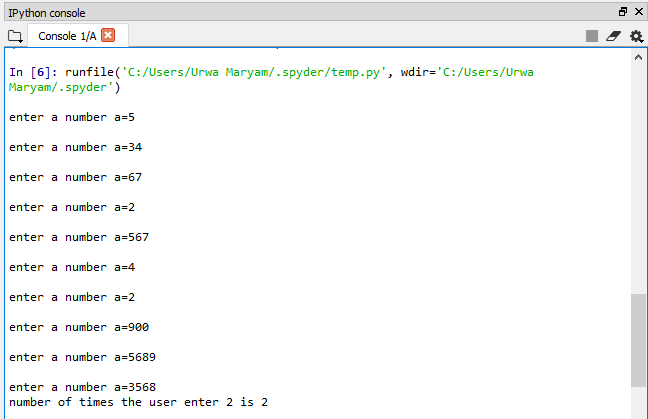 IPython console
Console 1/A
In [6]: runfile('C:/Users/Urwa Maryam/.spyder/temp.py', wdir='C:/Users/Urwa
Maryam/.spyder')
enter a number a=5
enter a number a=34
enter a number a=67
enter a number a=2
enter a number a=567
enter a number a=4
enter a number a=2
enter a number a=900
enter a number a=5689
enter a number a=3568
number of times the user enter 2 is 2